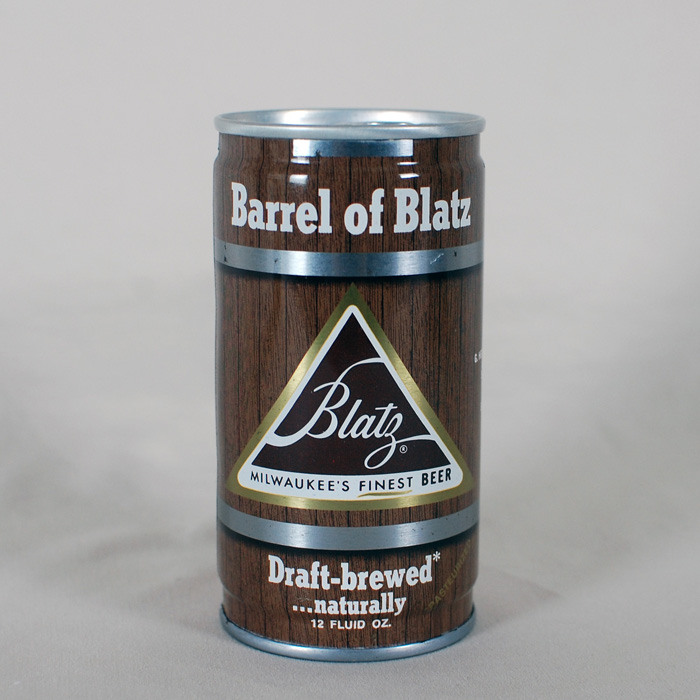 Barrel of Blatz
Blatz®
MILWAUKEE'S FINEST BEER
Draft-brewed*
...naturally
12 FLUID OZ.